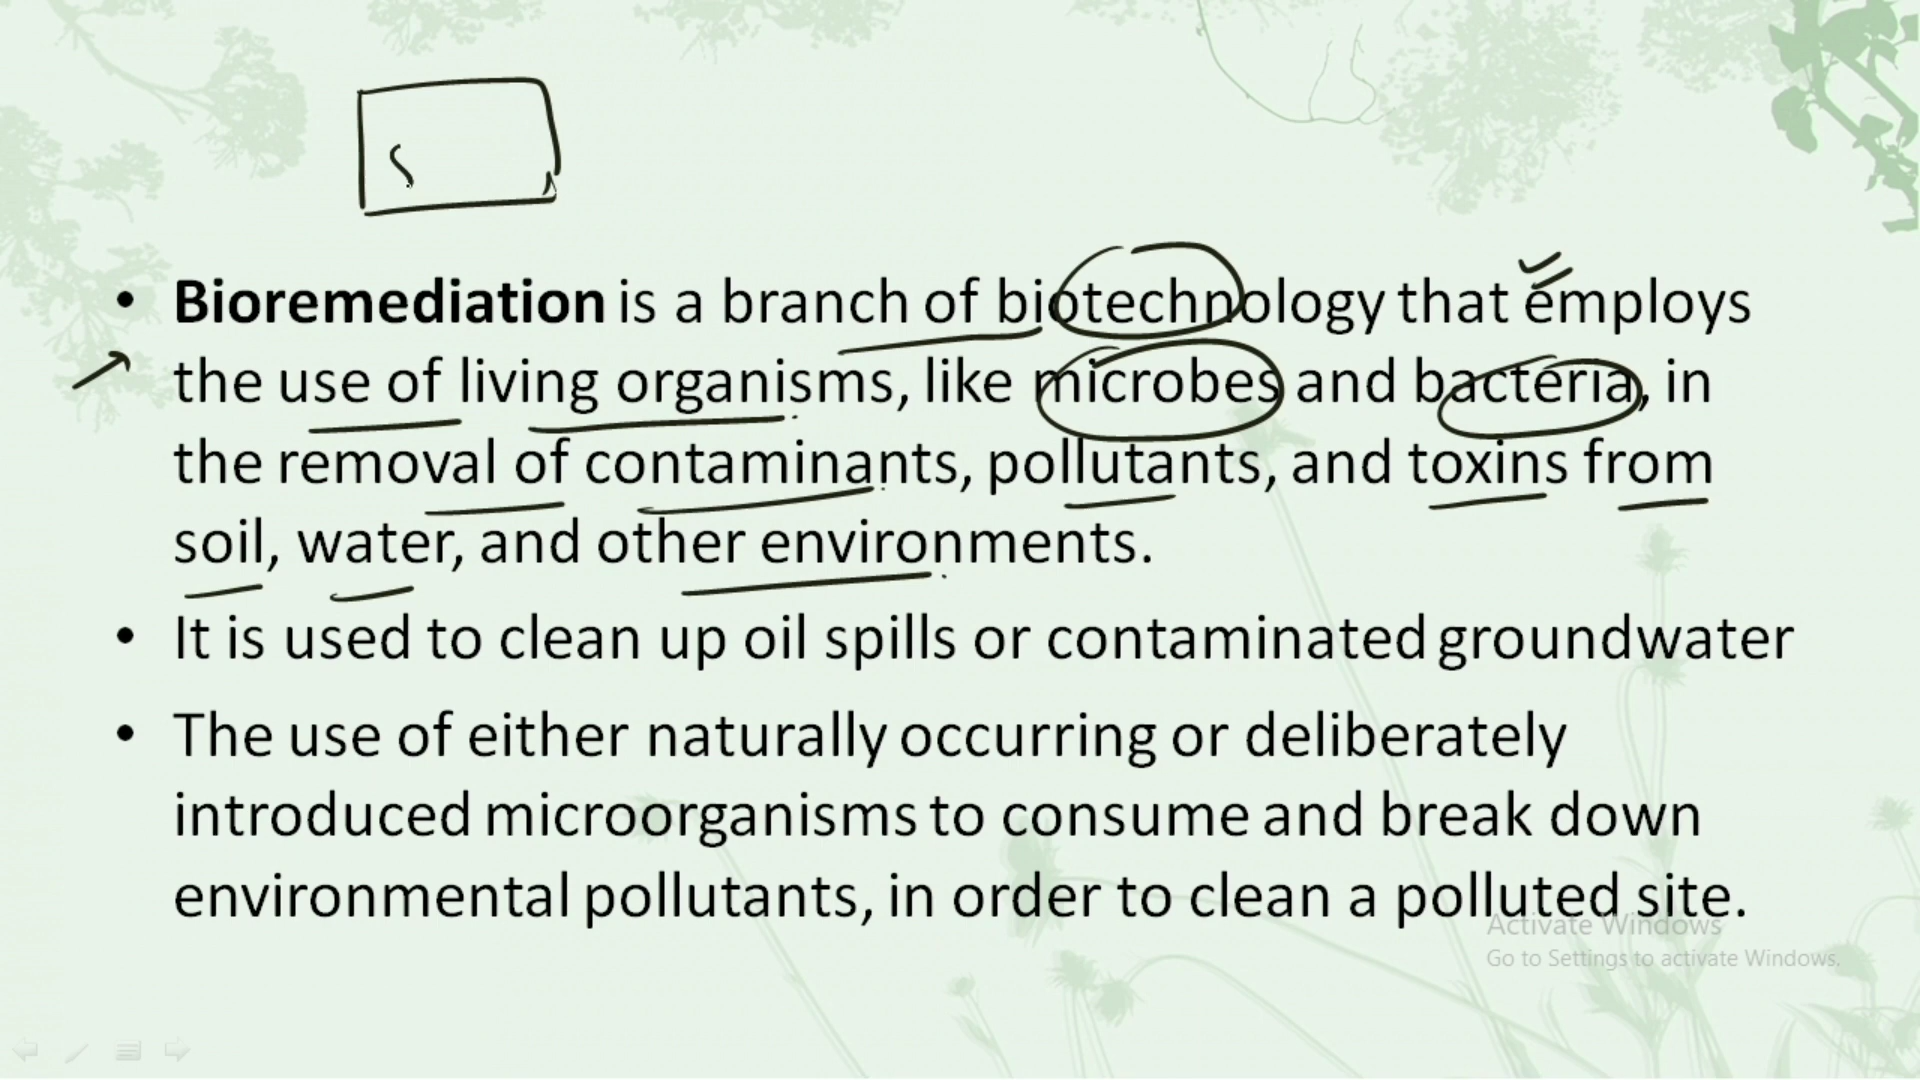 • Bioremediation is a branch of biotechnology that employs
the use of living organisms, like microbes and bacteria, in
the removal of contaminants, pollutants, and toxins from
soil, water, and other environments.
• It is used to clean up oil spills or contaminated groundwater
• The use of either naturally occurring or deliberately
introduced microorganisms to consume and break down
environmental pollutants, in order to clean a polluted site.
Activate Windows
Go to Settings to activate Windows.